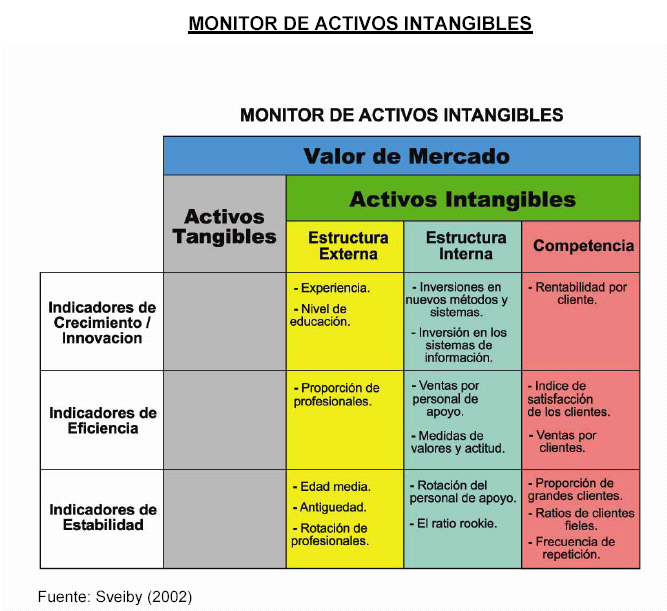 MONITOR DE ACTIVOS INTANGIBLES
MONITOR DE ACTIVOS INTANGIBLES
Valor de Mercado
Activos
Tangibles
Activos Intangibles
Estructura
Externa
Estructura
Interna
Competencia
Indicadores de
Crecimiento /
Innovacion
- Experiencia.
- Nivel de
educación.
- Inversiones en
nuevos métodos y
sistemas.
- Inversión en los
sistemas de
información.
- Rentabilidad por
cliente.
Indicadores de
Eficiencia
- Proporción de
profesionales.
- Ventas por
personal de
apoyo.
- Medidas de
valores y actitud.
- Indice de
satisfacción
de los clientes.
- Ventas por
clientes.
Indicadores de
Estabilidad
- Edad media.
- Antiguedad.
- Rotación de
profesionales.
- Rotación del
personal de apoyo.
- El ratio rookie.
- Proporción de
grandes clientes.
- Ratios de clientes
fieles.
- Frecuencia de
repetición.
Fuente: Sveiby (2002)